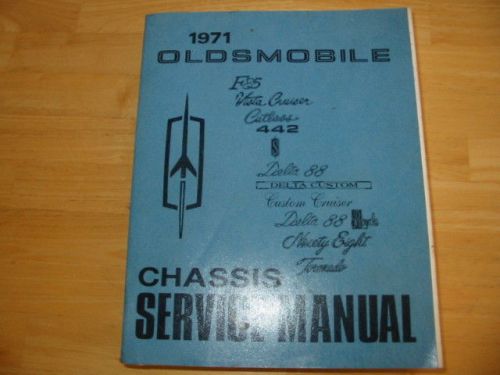 1971
OLDSMOBILE
F85
Vista Cruiser
Cutlass
442
S
Delta 88
DELTA CUSTOM
Custom Cruiser
Delta 88 Royale
Ninety Eight
Toronado
CHASSIS
SERVICE MANUAL